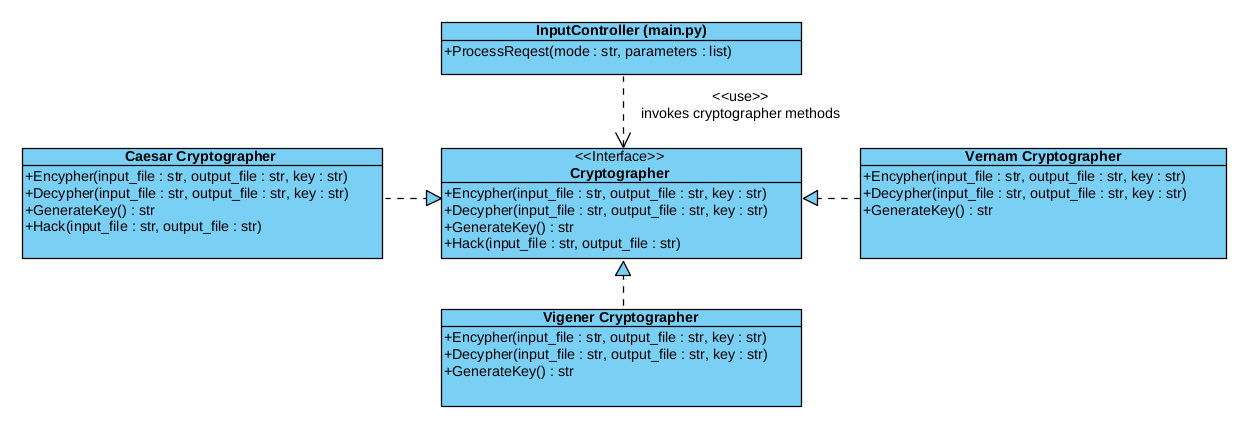 InputController (main.py)
+ProcessReqest(mode : str, parameters : list)
<<use>>
invokes cryptographer methods
Caesar Cryptographer
+Encypher(input_file : str, output_file : str, key : str)
+Decypher(input_file : str, output_file : str, key : str)
+GenerateKey() : str
+Hack(input_file : str, output_file : str)
<<Interface>>
Cryptographer
+Encypher(input_file : str, output_file : str, key : str)
+Decypher(input_file : str, output_file : str, key : str)
+GenerateKey() : str
+Hack(input_file : str, output_file : str)
Vernam Cryptographer
+Encypher(input_file : str, output_file : str, key : str)
+Decypher(input_file : str, output_file : str, key : str)
+GenerateKey() : str
Vigener Cryptographer
+Encypher(input_file : str, output_file : str, key : str)
+Decypher(input_file : str, output_file : str, key : str)
+GenerateKey() : str